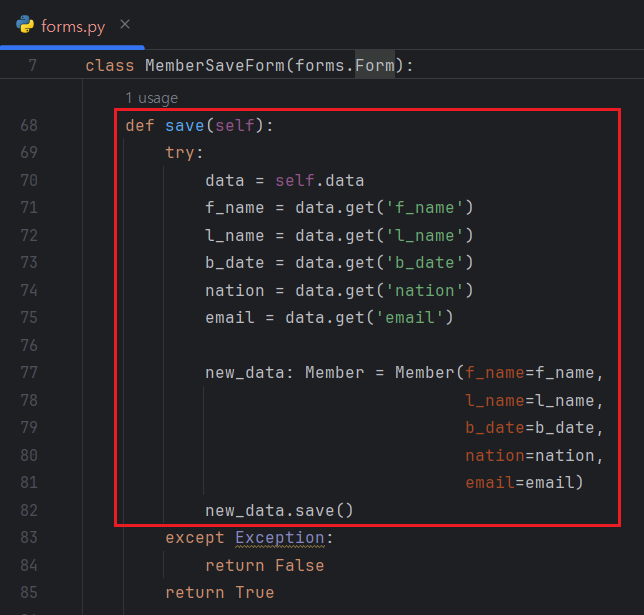 forms.py ×
7 class MemberSaveForm(forms.Form):
1 usage
68 def save(self):
69 try:
70 data = self.data
71 f_name = data.get('f_name')
72 l_name = data.get('l_name')
73 b_date = data.get('b_date')
74 nation = data.get('nation')
75 email = data.get('email')
76
77 new_data: Member = Member(f_name=f_name,
78 l_name=l_name,
79 b_date=b_date,
80 nation=nation,
81 email=email)
82 new_data.save()
83 except Exception:
84 return False
85 return True